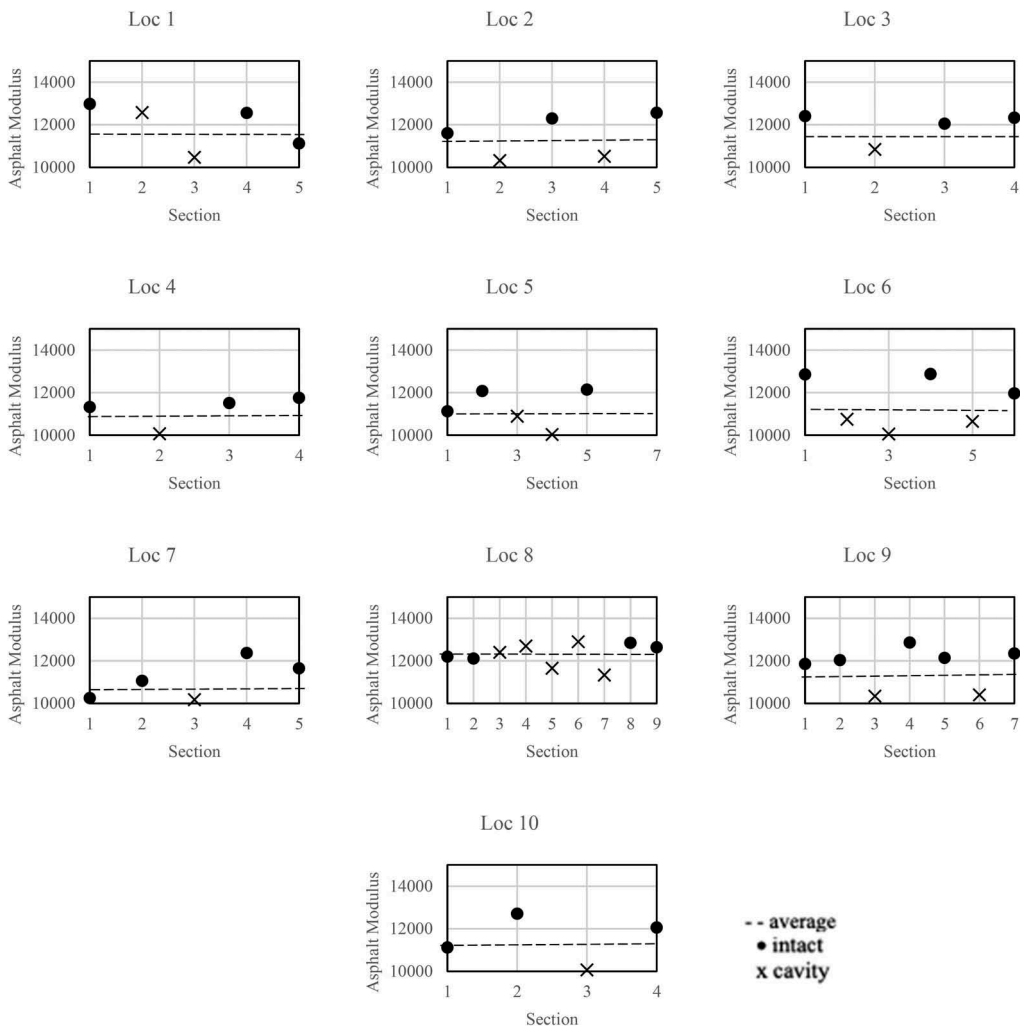 Loc 1
Asphalt Modulus
14000
12000
10000
1 2 3 4 5
Section
Loc 2
Asphalt Modulus
14000
12000
10000
1 2 3 4 5
Section
Loc 3
Asphalt Modulus
14000
12000
10000
1 2 3 4
Section
Loc 4
Asphalt Modulus
14000
12000
10000
1 2 3 4
Section
Loc 5
Asphalt Modulus
14000
12000
10000
1 3 4 5 7
Section
Loc 6
Asphalt Modulus
14000
12000
10000
1 3 5
Section
Loc 7
Asphalt Modulus
14000
12000
10000
1 2 3 4 5
Section
Loc 8
Asphalt Modulus
14000
12000
10000
1 2 3 4 5 6 7 8 9
Section
Loc 9
Asphalt Modulus
14000
12000
10000
1 2 3 4 5 6 7
Section
Loc 10
Asphalt Modulus
14000
12000
10000
1 2 3 4
Section
-- average
● intact
x cavity